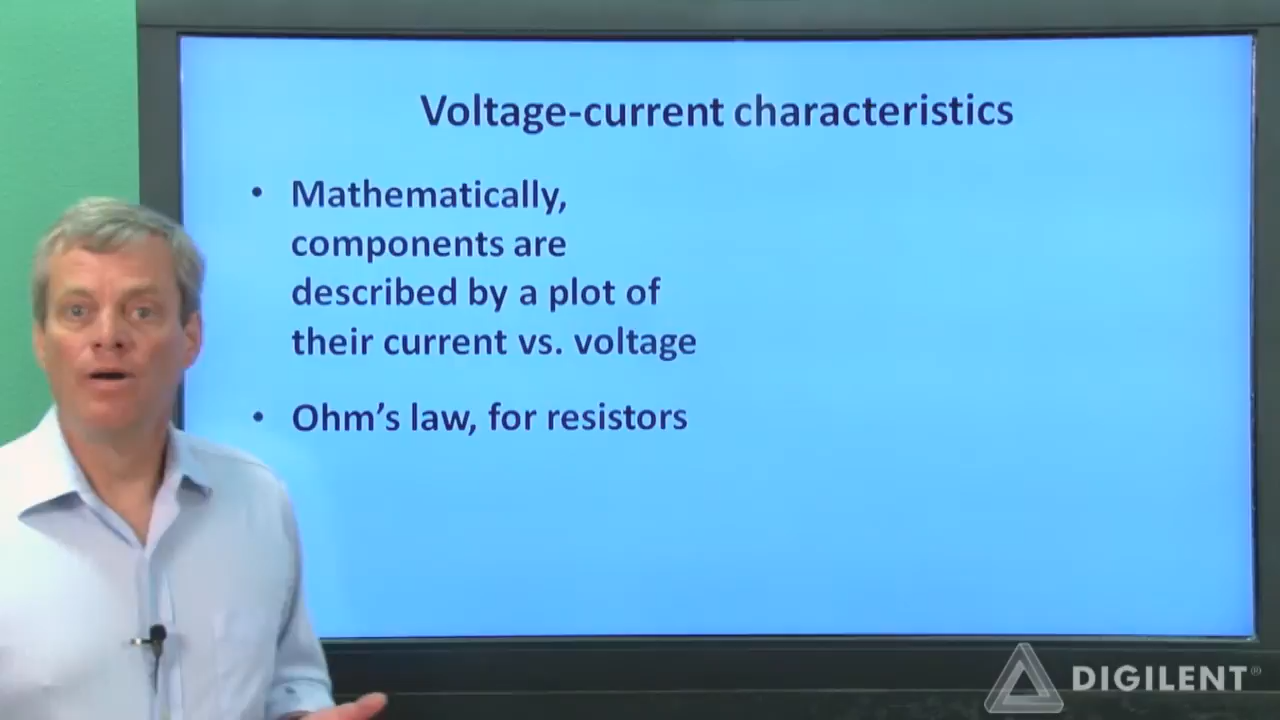 Voltage-current characteristics
• Mathematically,
components are
described by a plot of
their current vs. voltage
• Ohm's law, for resistors
DIGILENT®